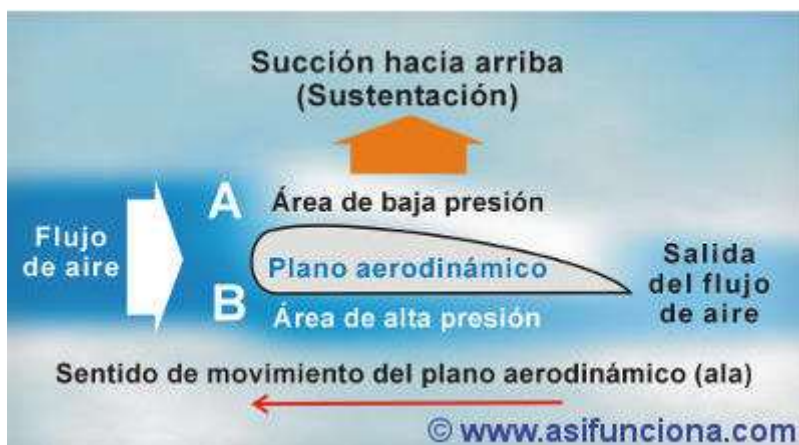 Succión hacia arriba
(Sustentación)
A
Área de baja presión
Flujo
de aire
Plano aerodinámico
Salida
del flujo
de aire
B
Área de alta presión
Sentido de movimiento del plano aerodinámico (ala)
© www.asifunciona.com